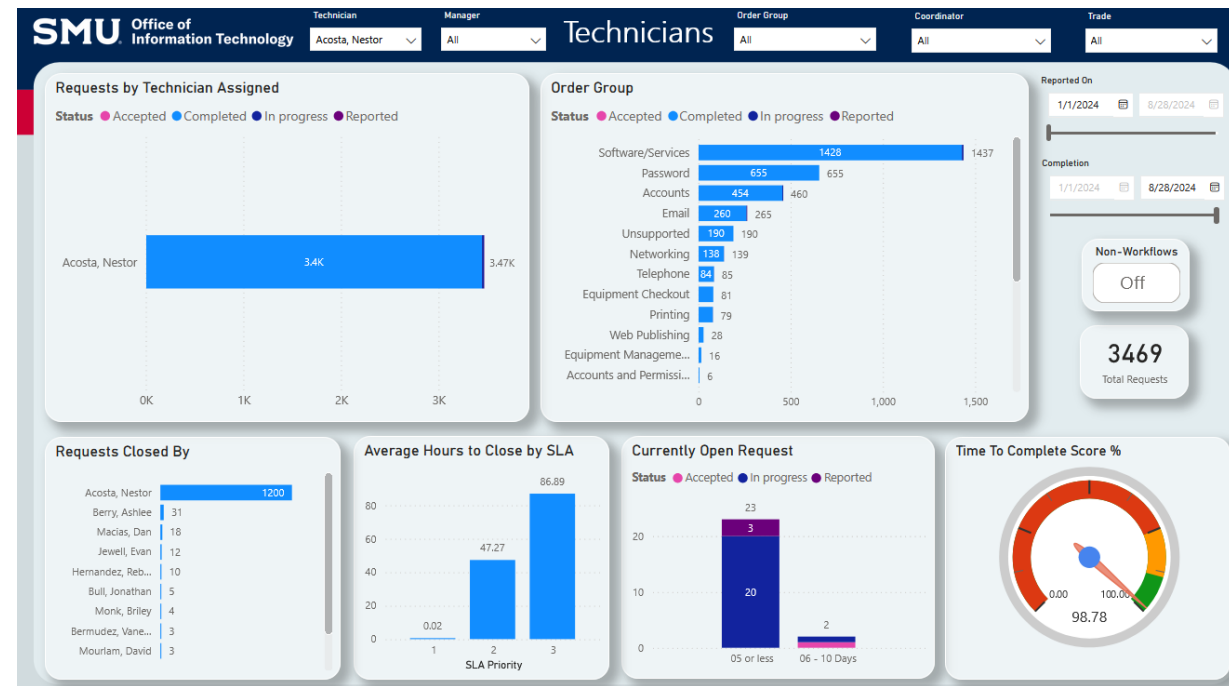 SMU. Office of
Information Technology
Technician
Acosta, Nestor
Manager
All
Technicians
Order Group
All
Coordinator
All
Trade
All
Requests by Technician Assigned
Status Accepted Completed In progress Reported
Acosta, Nestor
3.4K
3.47K
0K 1K 2K 3K
Order Group
Status Accepted Completed In progress Reported
Software/Services 1428 1437
Password 655 655
Accounts 454 460
Email 260 265
Unsupported 190 190
Networking 138 139
Telephone 84 85
Equipment Checkout 81
Printing 79
Web Publishing 28
Equipment Manageme... 16
Accounts and Permissi... 6
0 500 1,000 1,500
Reported On
1/1/2024 8/28/2024
Completion
1/1/2024 8/28/2024
Non-Workflows
Off
3469
Total Requests
Requests Closed By
Acosta, Nestor 1200
Berry, Ashlee 31
Macias, Dan 18
Jewell, Evan 12
Hernandez, Reb... 10
Bull, Jonathan 5
Monk, Briley 4
Bermudez, Vane... 3
Mourlam, David 3
Average Hours to Close by SLA
86.89
80
60
47.27
40
20
0.02
0
1 2 3
SLA Priority
Currently Open Request
Status Accepted In progress Reported
23
3
20
10
20
2
0
05 or less 06 - 10 Days
Time To Complete Score %
0.00 100.00
98.78